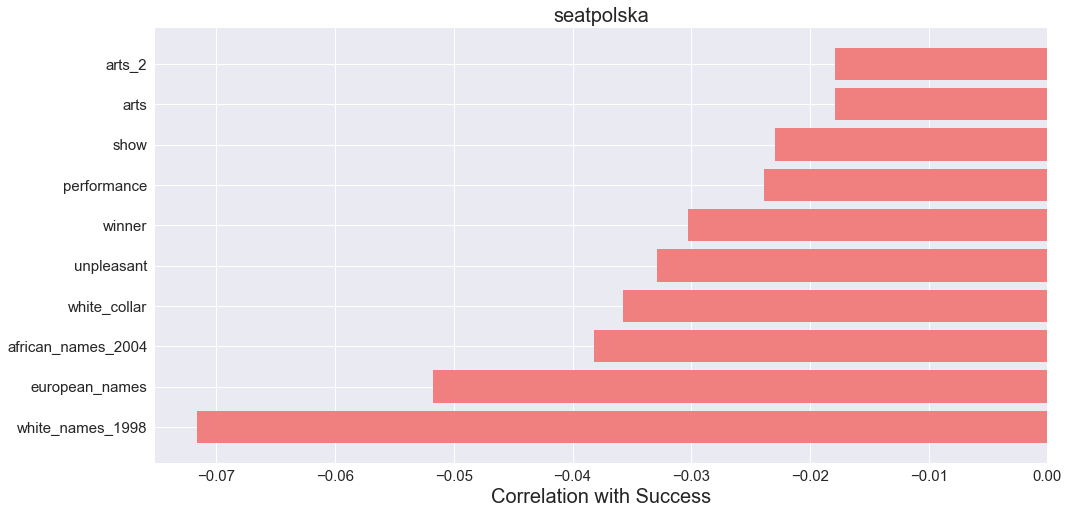 seatpolska
arts_2
arts
show
performance
winner
unpleasant
white_collar
african_names_2004
european_names
white_names_1998
−0.07 −0.06 −0.05 −0.04 −0.03 −0.02 −0.01 0.00
Correlation with Success